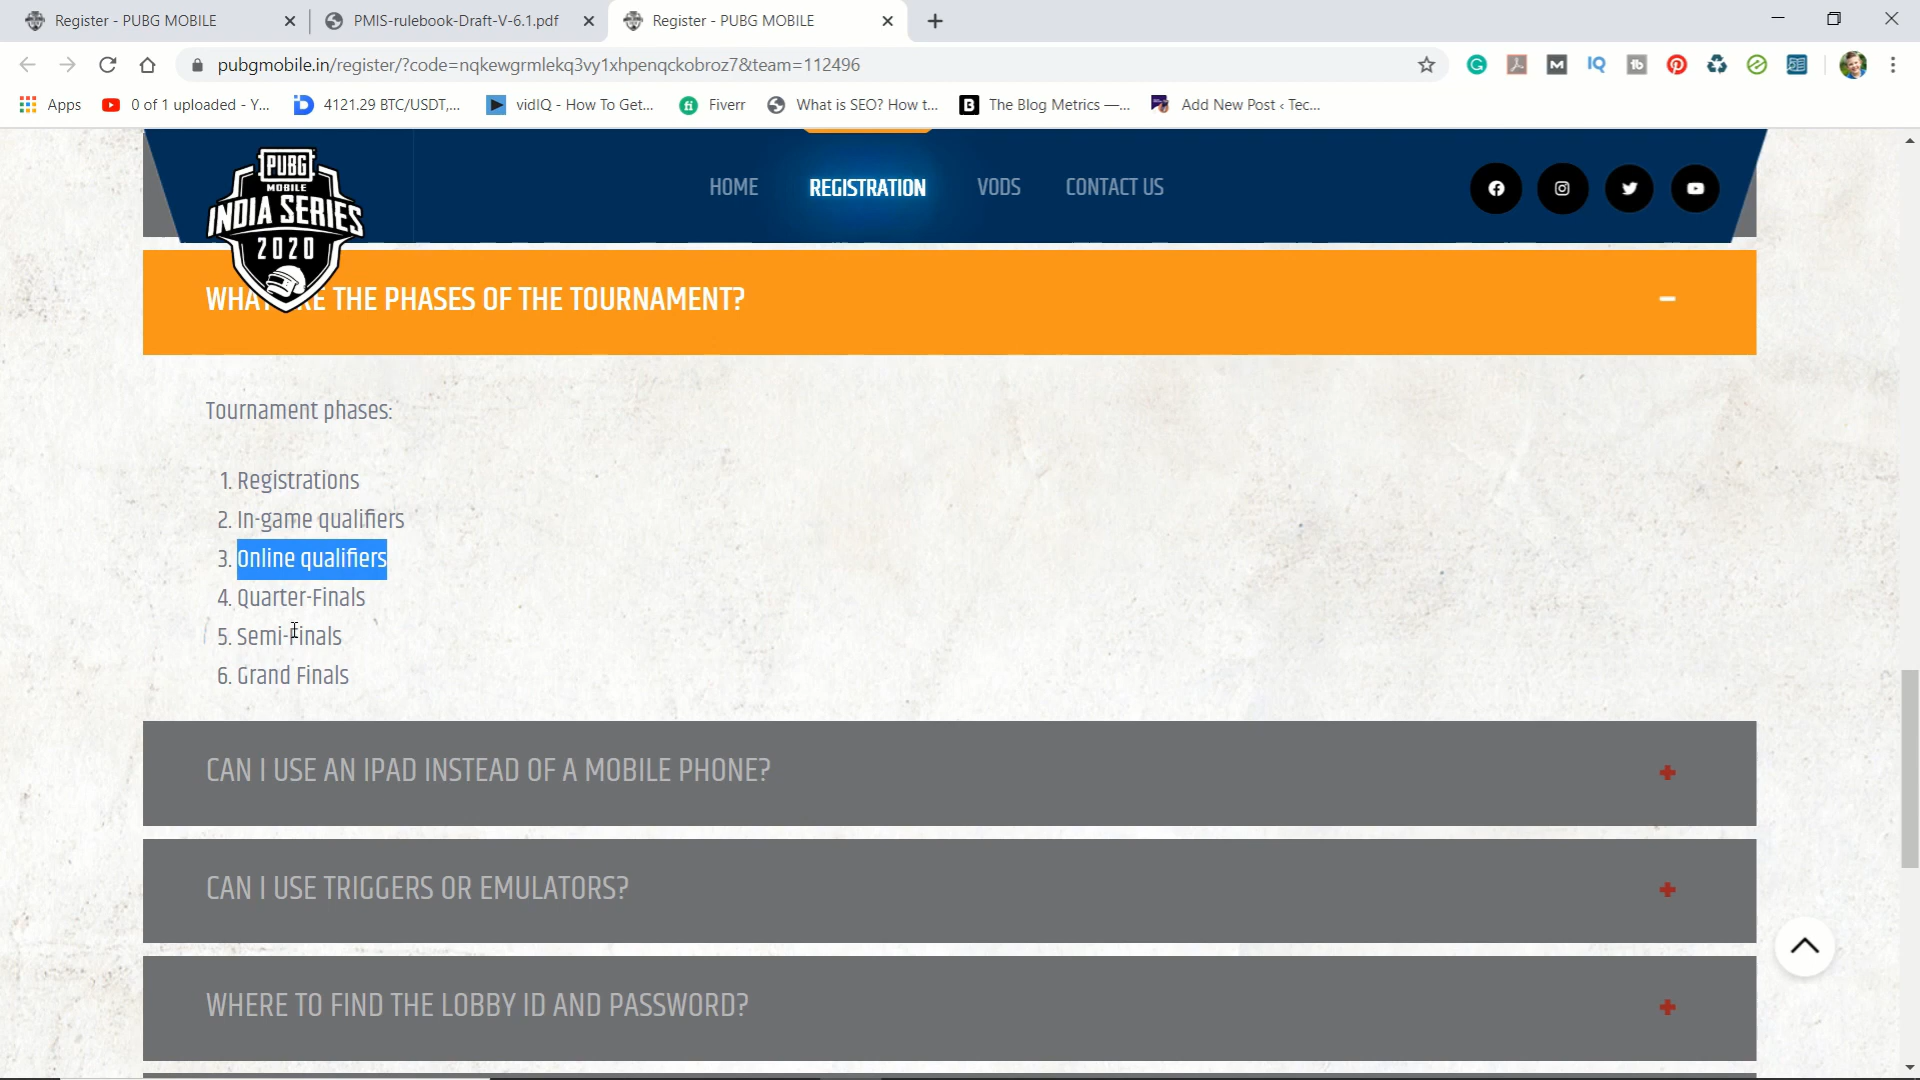 Register - PUBG MOBILE
PMIS-rulebook-Draft-V-6.1.pdf
Register - PUBG MOBILE
pubgmobile.in/register/?code=nqkewgrmlekq3vy1xhpenqckobroz7&team=112496
Apps
0 of 1 uploaded - Y...
4121.29 BTC/USDT,...
vidIQ - How To Get...
Fiverr
What is SEO? How t...
The Blog Metrics —...
Add New Post ‹ Tec...
PUBG
MOBILE
INDIA SERIES
2020
HOME
REGISTRATION
VODS
CONTACT US
WHAT RE THE PHASES OF THE TOURNAMENT?
Tournament phases:
1. Registrations
2. In-game qualifiers
3. Online qualifiers
4. Quarter-Finals
5. Semi-Finals
6. Grand Finals
CAN I USE AN IPAD INSTEAD OF A MOBILE PHONE?
CAN I USE TRIGGERS OR EMULATORS?
WHERE TO FIND THE LOBBY ID AND PASSWORD?